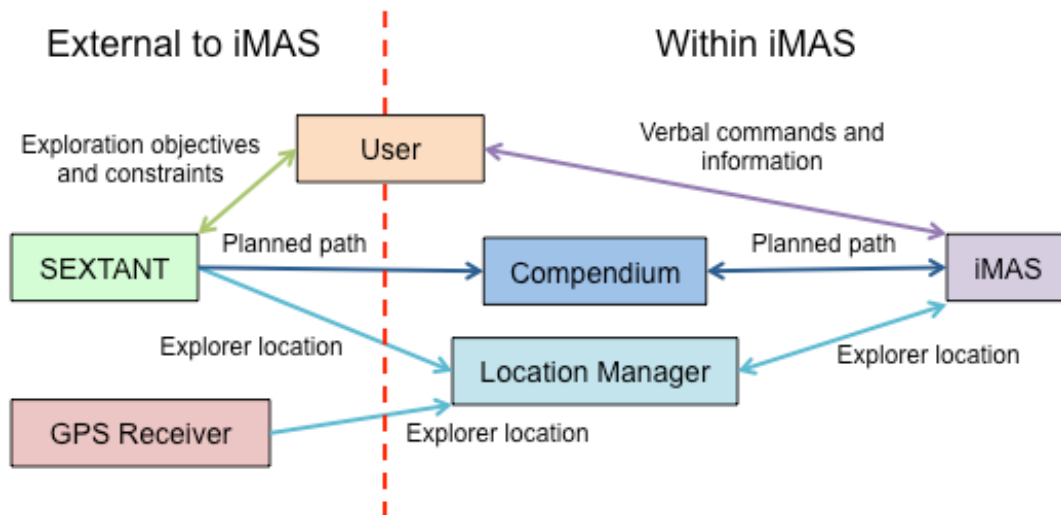 External to iMAS
Within iMAS
Exploration objectives
and constraints
User
Verbal commands and
information
SEXTANT
Planned path
Compendium
Planned path
iMAS
Explorer location
Location Manager
Explorer location
GPS Receiver
Explorer location